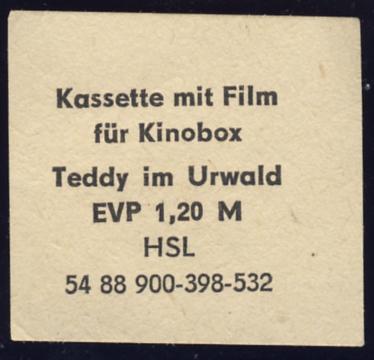 Kassette mit Film
für Kinobox
Teddy im Urwald
EVP 1,20 M
HSL
54 88 900-398-532